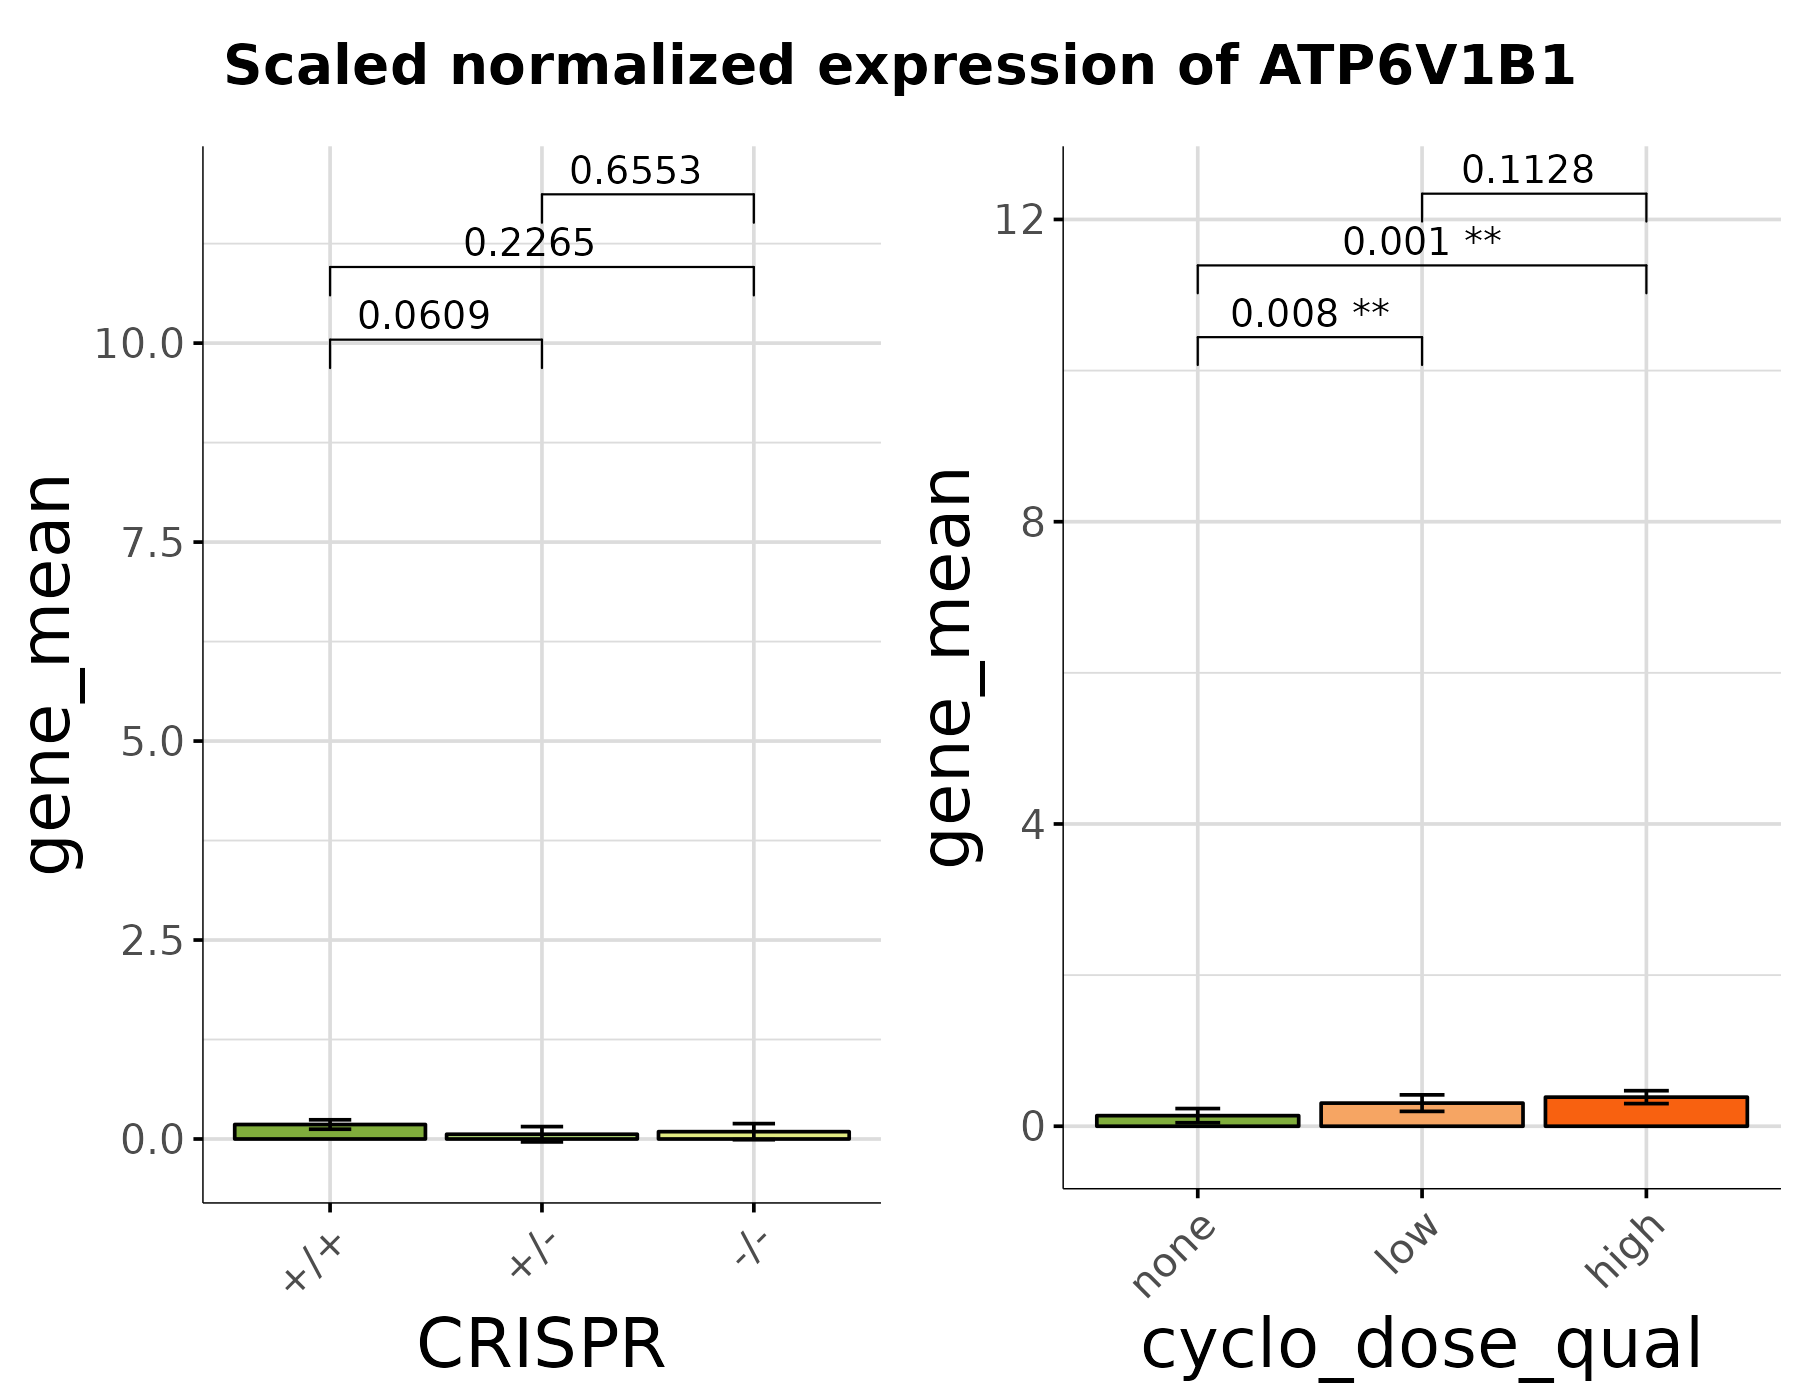 Scaled normalized expression of ATP6V1B1
gene_mean
10.0
7.5
5.0
2.5
0.0
0.6553
0.2265
0.0609
+/+
+/-
-/-
CRISPR
gene_mean
12
8
4
0
0.1128
0.001 **
0.008 **
none
low
high
cyclo_dose_qual